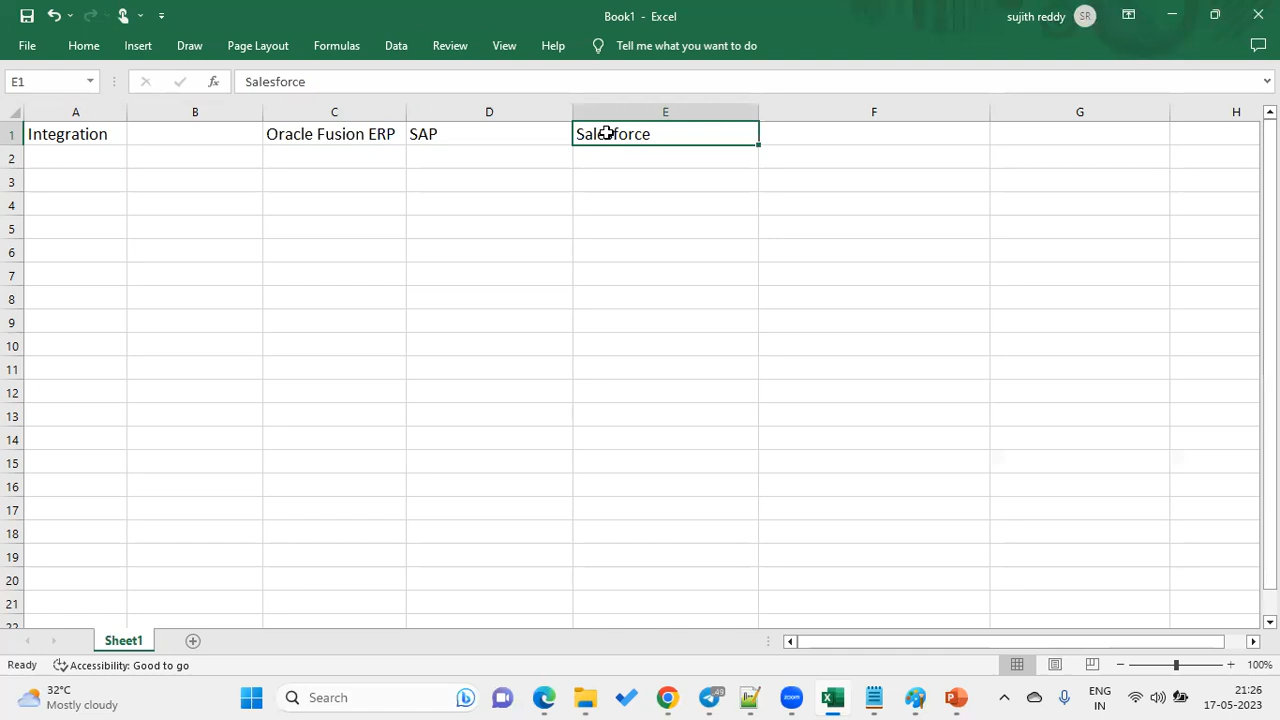 Book1 - Excel
sujith reddy
SR
File Home Insert Draw Page Layout Formulas Data Review View Help Tell me what you want to do
E1 fx Salesforce
A B C D E F G H
1 Integration Oracle Fusion ERP SAP Salesforce
2
3
4
5
6
7
8
9
10
11
12
13
14
15
16
17
18
19
20
21
22
Sheet1
Ready Accessibility: Good to go 100%
32°C
Mostly cloudy
Search
49
ENG
IN
21:26
17-05-2023